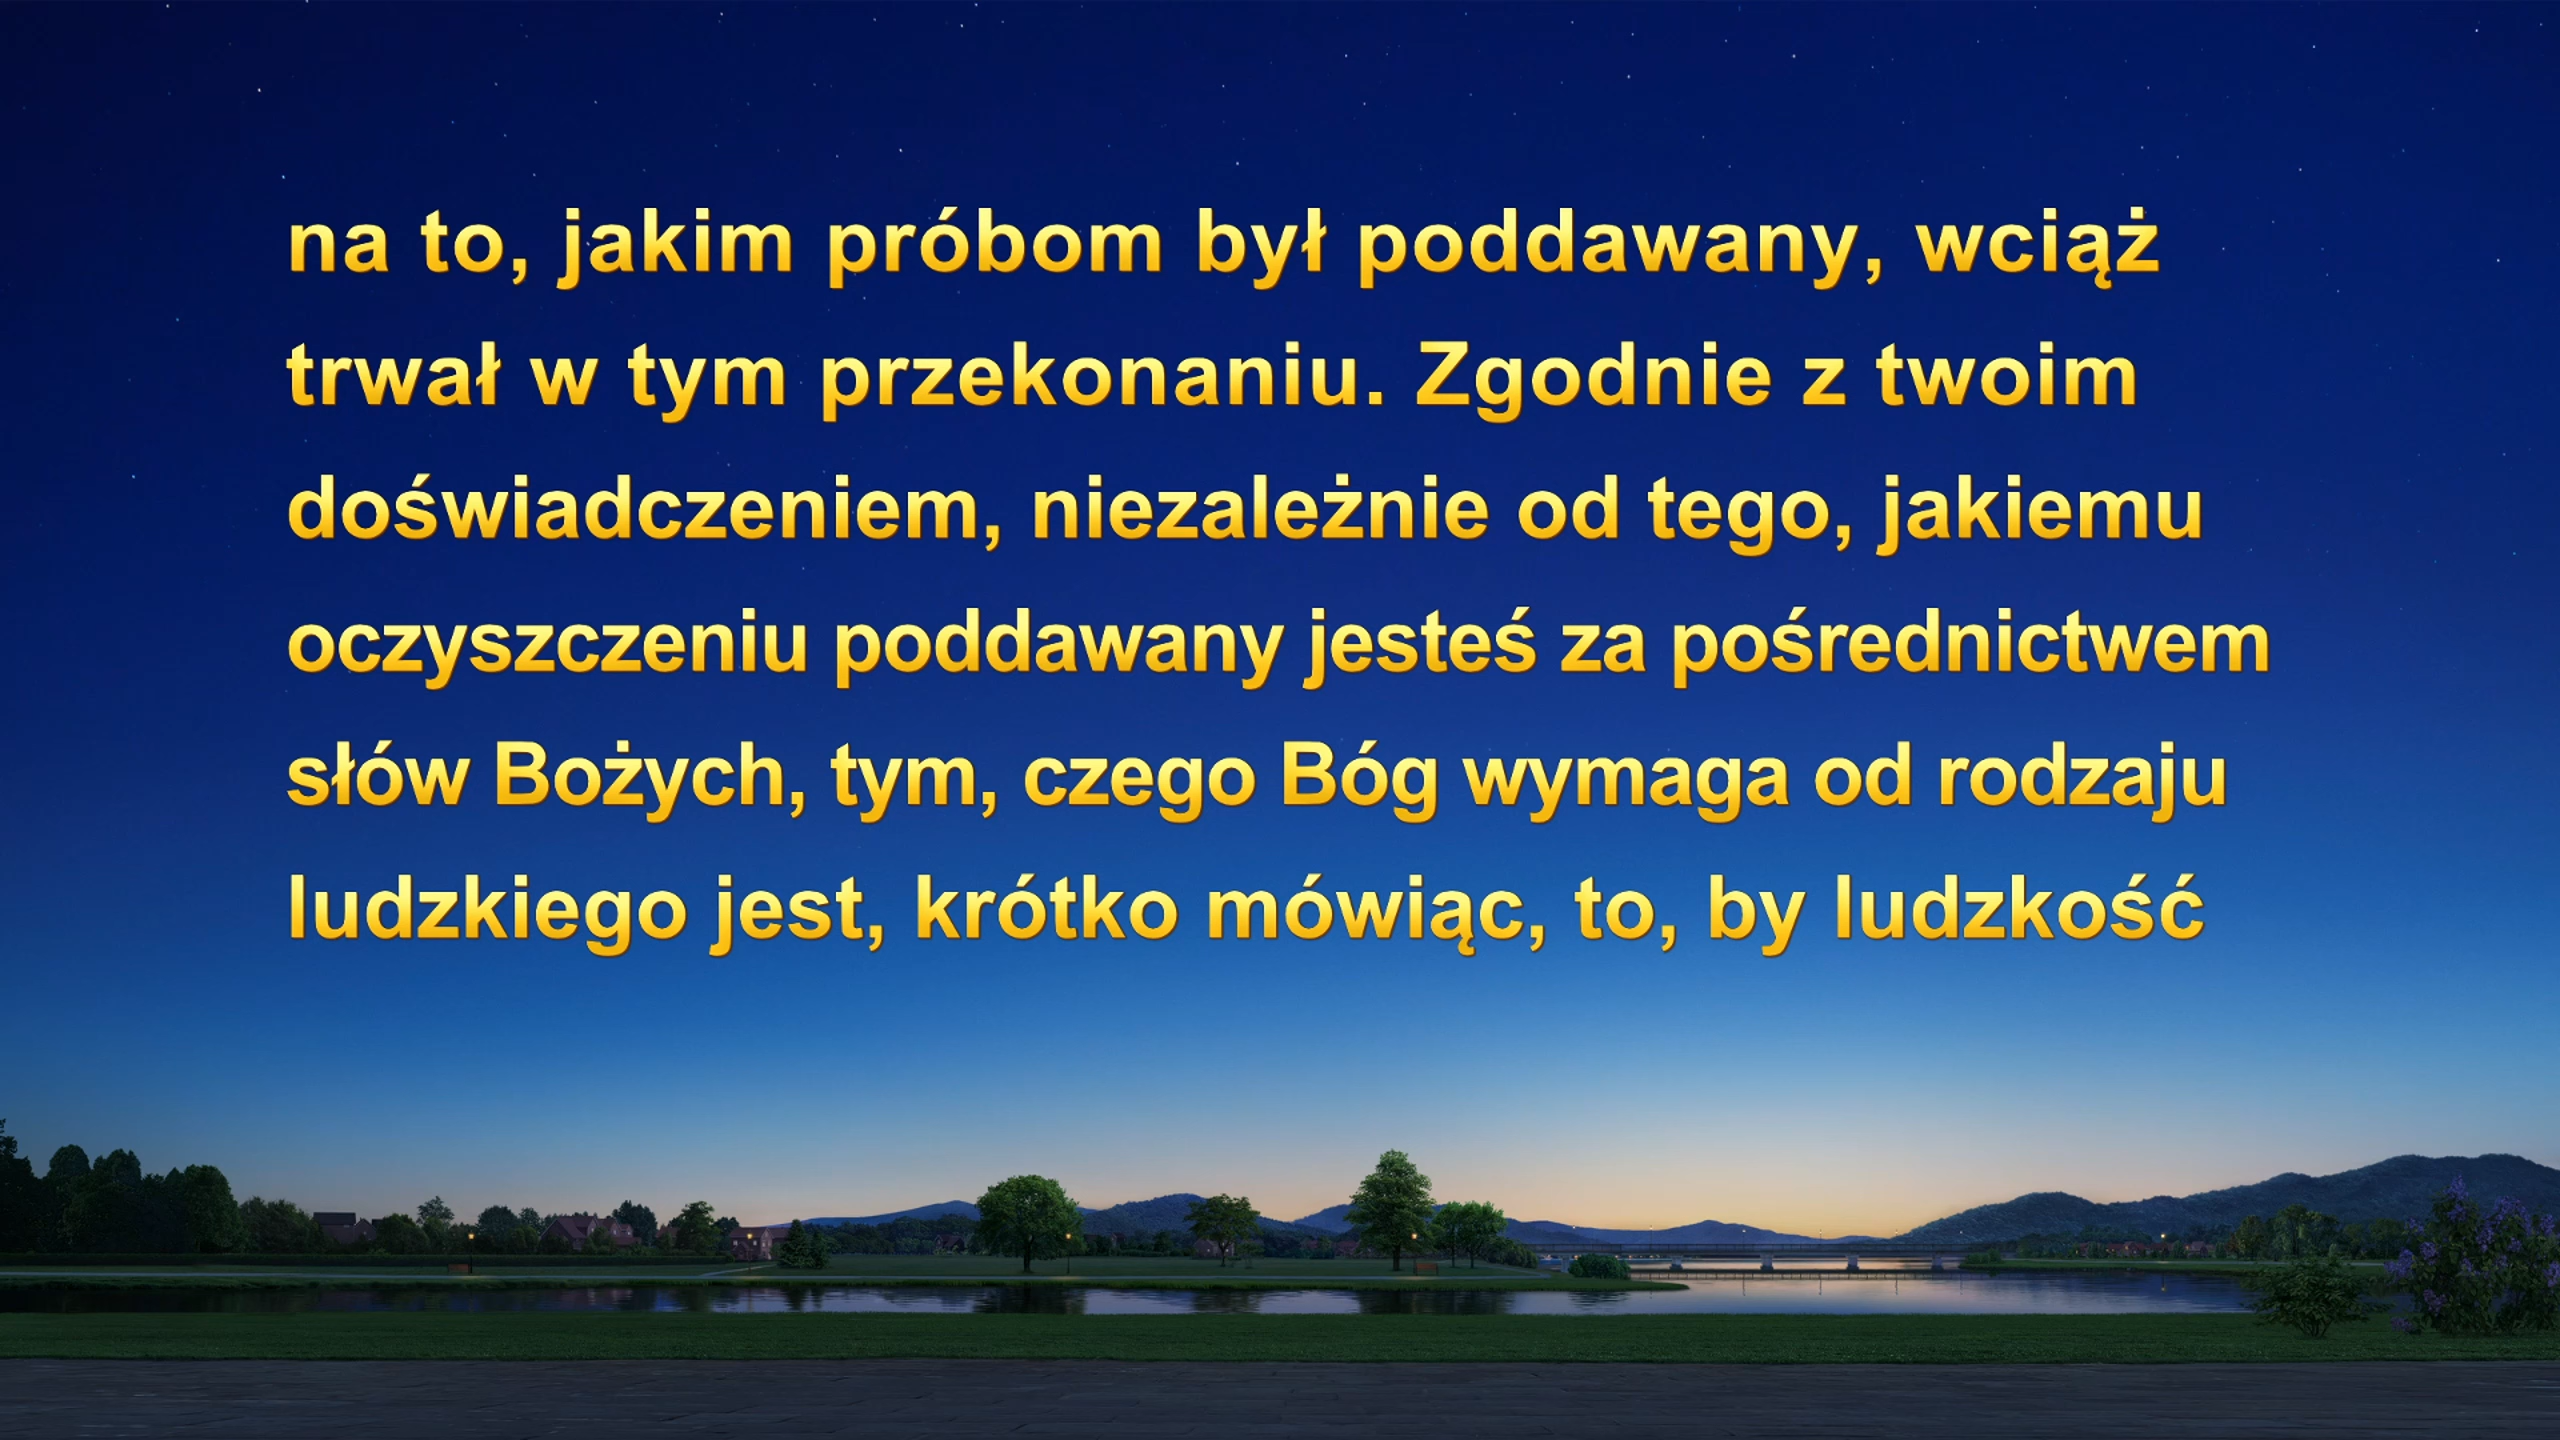 na to, jakim próbom był poddawany, wciąż
trwał w tym przekonaniu. Zgodnie z twoim
doświadczeniem, niezależnie od tego, jakiemu
oczyszczeniu poddawany jesteś za pośrednictwem
słów Bożych, tym, czego Bóg wymaga od rodzaju
ludzkiego jest, krótko mówiąc, to, by ludzkość